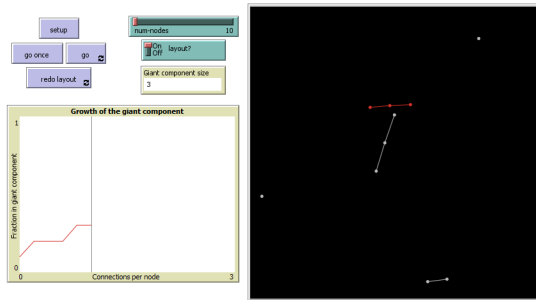 setup
go once
go
redo layout
num-nodes 10
On
Off
layout?
Giant component size
3
Growth of the giant component
1
Fraction in giant component
0
0
Connections per node
3